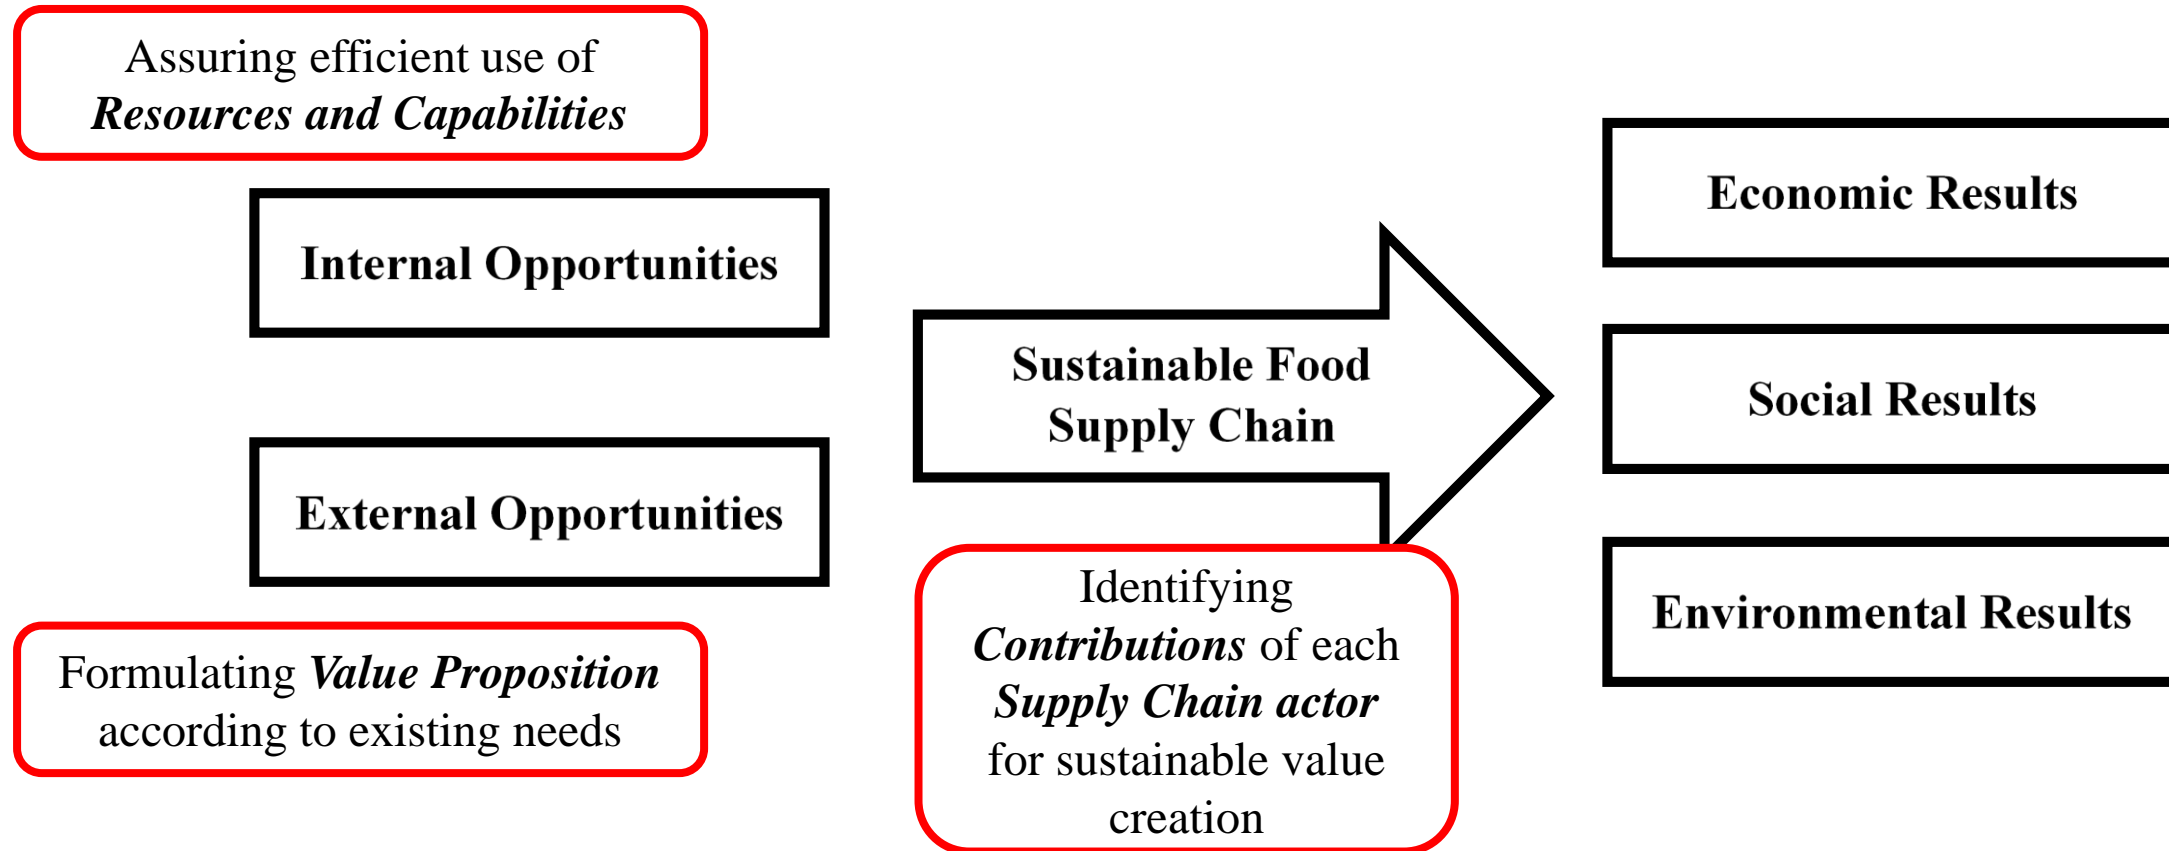 Assuring efficient use of
Resources and Capabilities
Internal Opportunities
External Opportunities
Formulating Value Proposition
according to existing needs
Sustainable Food
Supply Chain
Identifying
Contributions of each
Supply Chain actor
for sustainable value
creation
Economic Results
Social Results
Environmental Results